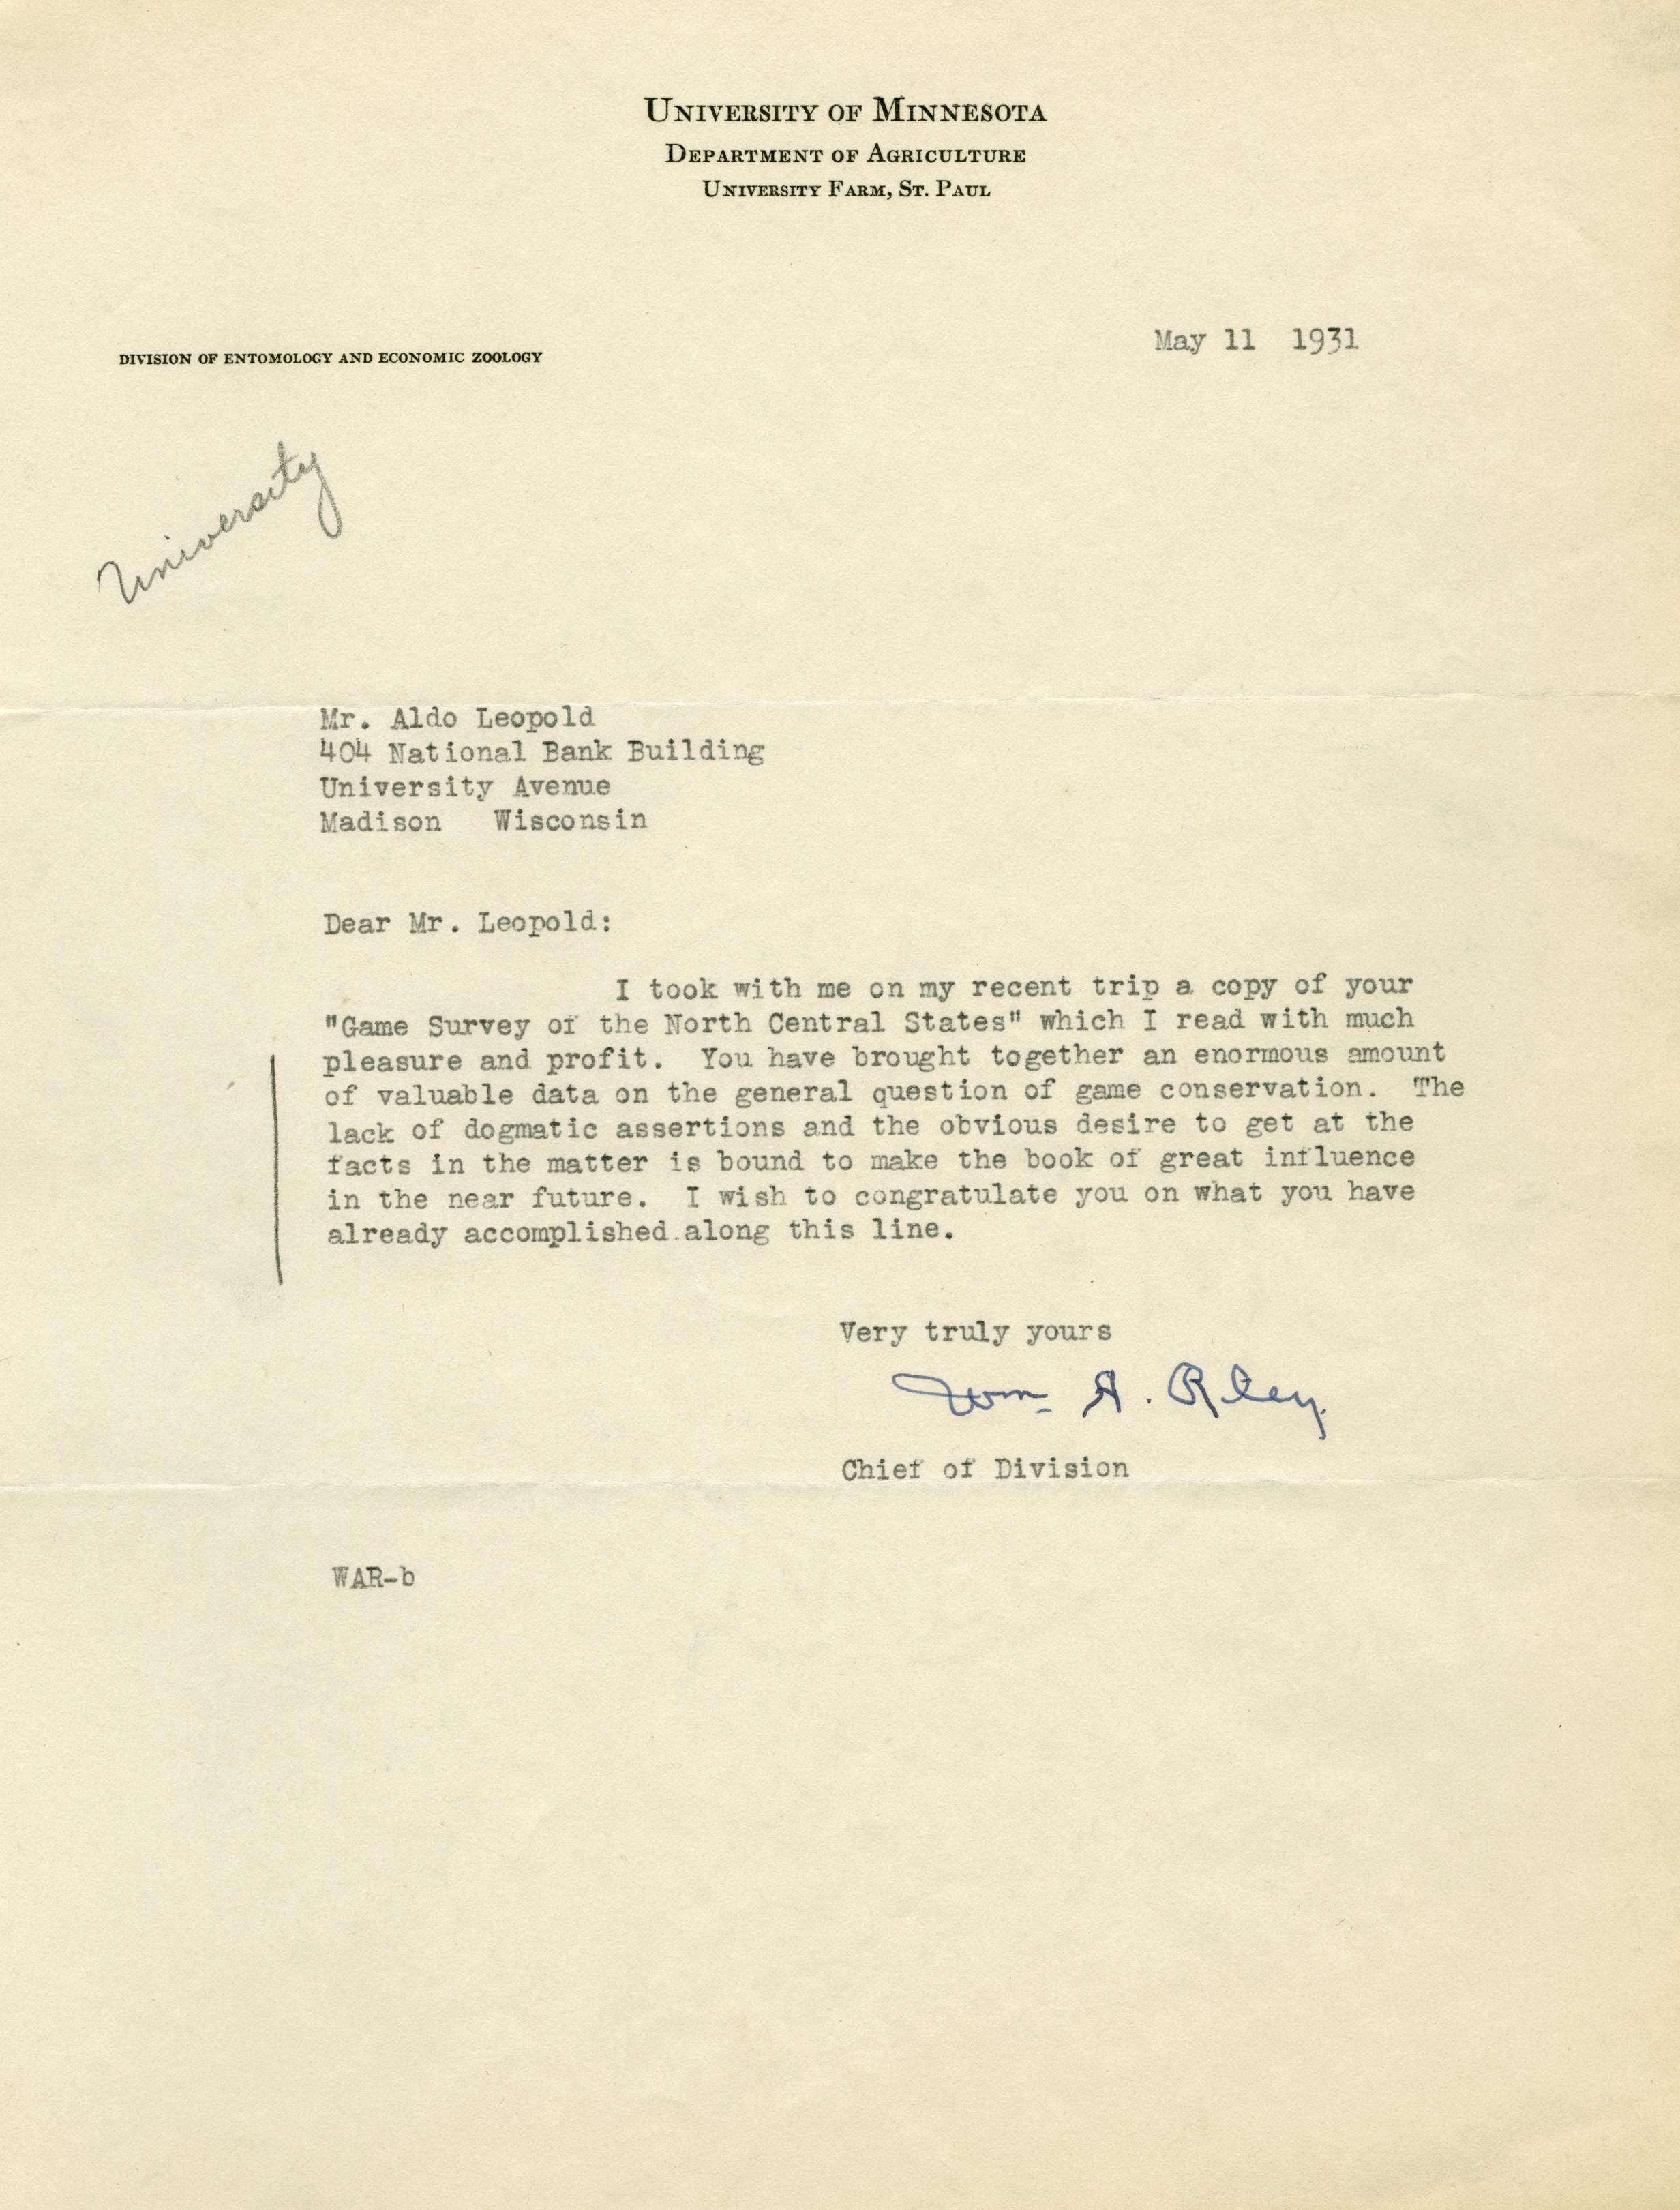 UNIVERSITY OF MINNESOTA
DEPARTMENT OF AGRICULTURE
UNIVERSITY FARM, ST. PAUL
May 11 1931
DIVISION OF ENTOMOLOGY AND ECONOMIC ZOOLOGY
University
Mr. Aldo Leopold
404 National Bank Building
University Avenue
Madison Wisconsin
Dear Mr. Leopold:
I took with me on my recent trip a copy of your
"Game Survey of the North Central States" which I read with much
pleasure and profit. You have brought together an enormous amount
of valuable data on the general question of game conservation. The
lack of dogmatic assertions and the obvious desire to get at the
facts in the matter is bound to make the book of great influence
in the near future. I wish to congratulate you on what you have
already accomplished along this line.
Very truly yours
Wm. A. Riley
Chief of Division
WAR-b